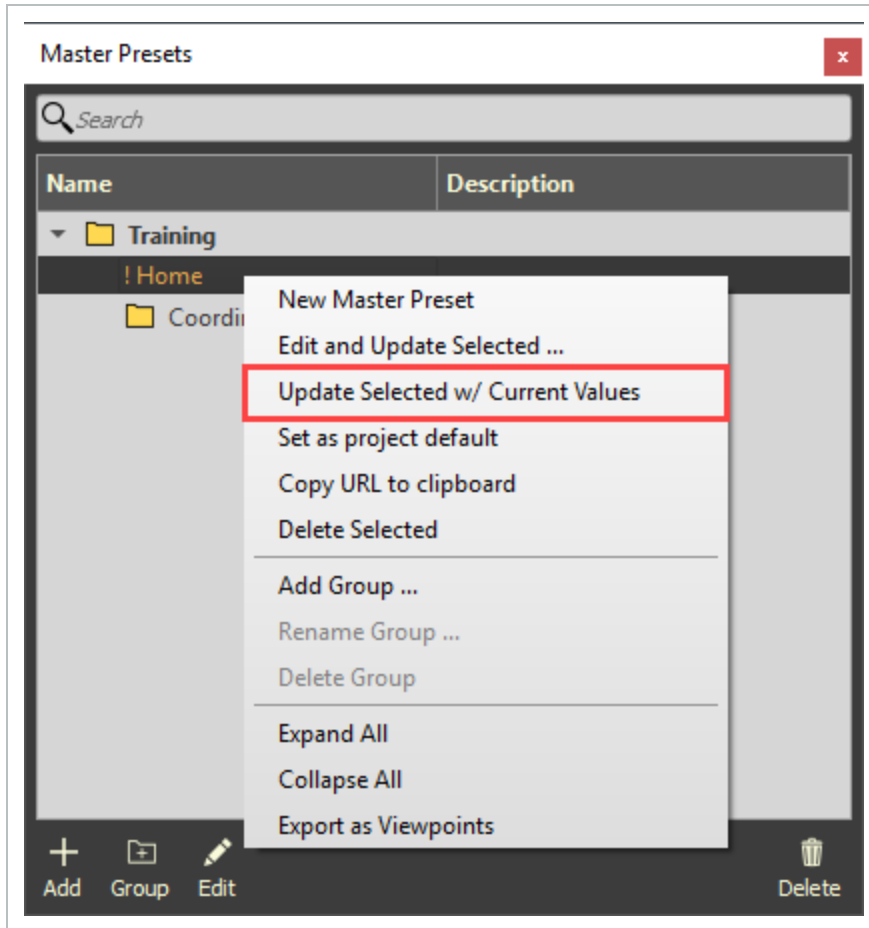 Master Presets
x
Search
Name Description
Training
! Home
New Master Preset
Edit and Update Selected ...
Update Selected w/ Current Values
Set as project default
Copy URL to clipboard
Delete Selected
Add Group ...
Rename Group ...
Delete Group
Expand All
Collapse All
Export as Viewpoints
Add Group Edit Delete